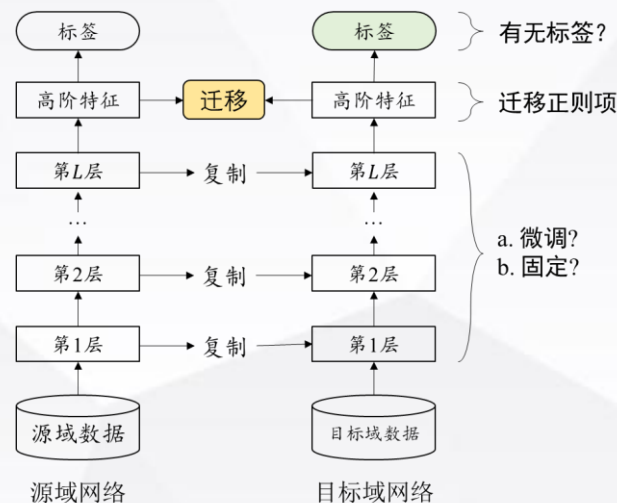 标签
标签
有无标签?
高阶特征
迁移
高阶特征
迁移正则项
第L层
复制
第L层
...
...
a. 微调?
b. 固定?
第2层
复制
第2层
第1层
复制
第1层
源域数据
目标域数据
源域网络
目标域网络